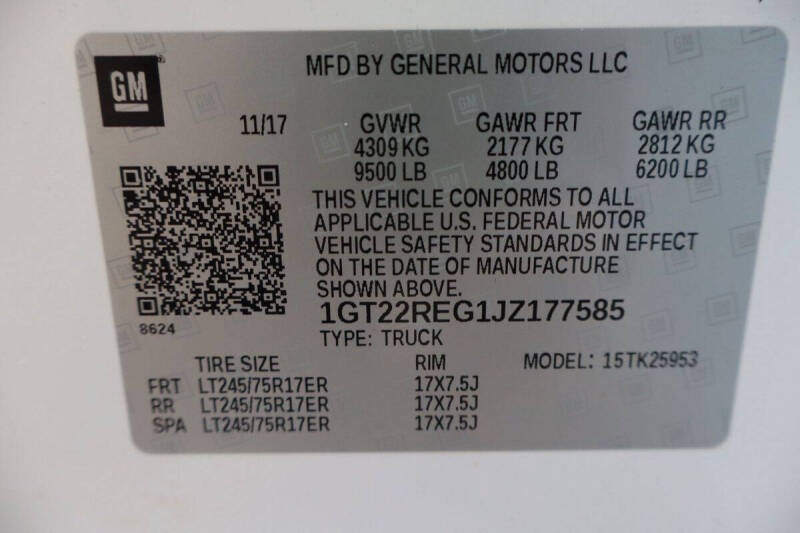 GM
MFD BY GENERAL MOTORS LLC
11/17 GVWR GAWR FRT GAWR RR
4309 KG 2177 KG 2812 KG
9500 LB 4800 LB 6200 LB
THIS VEHICLE CONFORMS TO ALL
APPLICABLE U.S. FEDERAL MOTOR
VEHICLE SAFETY STANDARDS IN EFFECT
ON THE DATE OF MANUFACTURE
SHOWN ABOVE.
8624
1GT22REG1JZ177585
TYPE: TRUCK
TIRE SIZE RIM MODEL: 15TK25953
FRT LT245/75R17ER 17X7.5J
RR LT245/75R17ER 17X7.5J
SPA LT245/75R17ER 17X7.5J